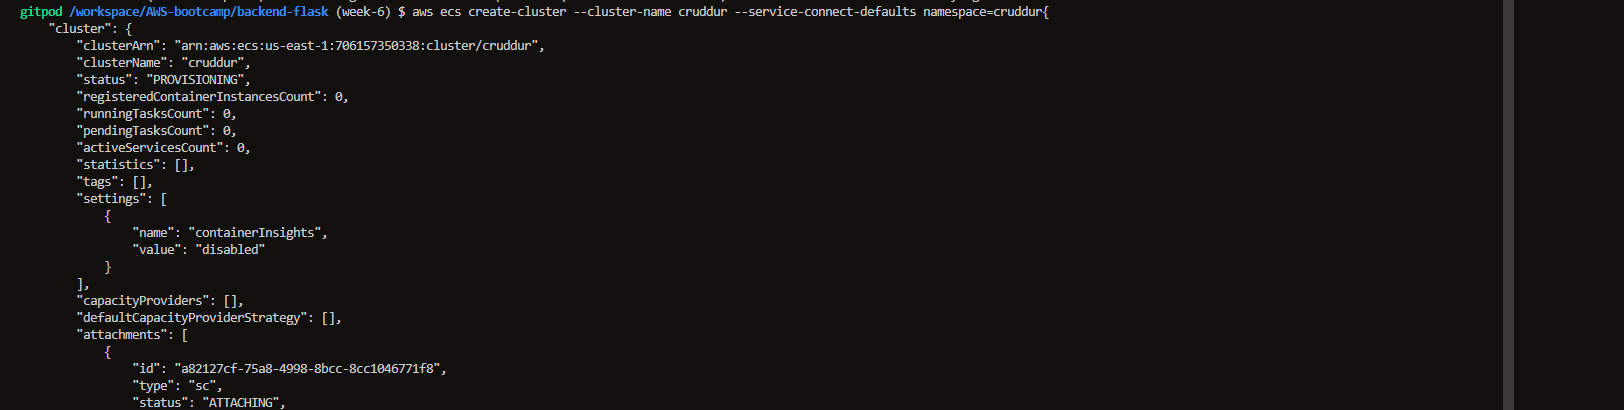 gitpod /workspace/AWS-bootcamp/backend-flask (week-6) $ aws ecs create-cluster --cluster-name cruddur --service-connect-defaults namespace=cruddur{
    "cluster": {
        "clusterArn": "arn:aws:ecs:us-east-1:706157350338:cluster/cruddur",
        "clusterName": "cruddur",
        "status": "PROVISIONING",
        "registeredContainerInstancesCount": 0,
        "runningTasksCount": 0,
        "pendingTasksCount": 0,
        "activeServicesCount": 0,
        "statistics": [],
        "tags": [],
        "settings": [
            {
                "name": "containerInsights",
                "value": "disabled"
            }
        ],
        "capacityProviders": [],
        "defaultCapacityProviderStrategy": [],
        "attachments": [
            {
                "id": "a82127cf-75a8-4998-8bcc-8cc1046771f8",
                "type": "sc",
                "status": "ATTACHING",